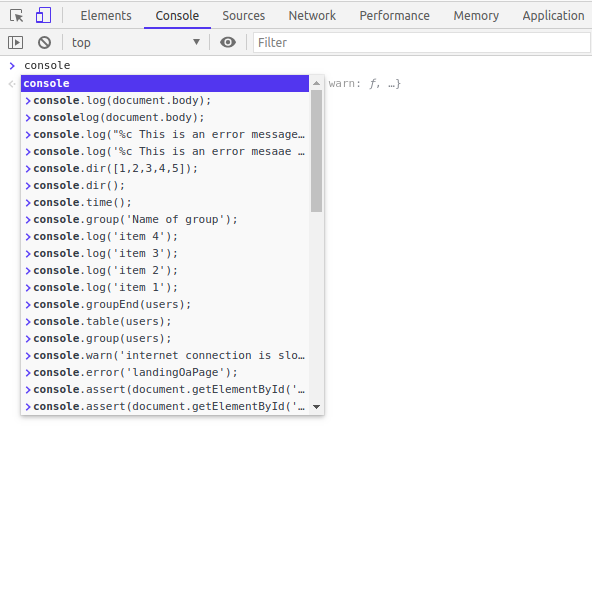 Elements Console Sources Network Performance Memory Application
top Filter
console
console
warn: ƒ, …}
console.log(document.body);
consolelog(document.body);
console.log("%c This is an error message…
console.log('%c This is an error mesaae …
console.dir([1,2,3,4,5]);
console.dir();
console.time();
console.group('Name of group');
console.log('item 4');
console.log('item 3');
console.log('item 2');
console.log('item 1');
console.groupEnd(users);
console.table(users);
console.group(users);
console.warn('internet connection is slo…
console.error('landingOaPage');
console.assert(document.getElementById('…
console.assert(document.getElementById('…